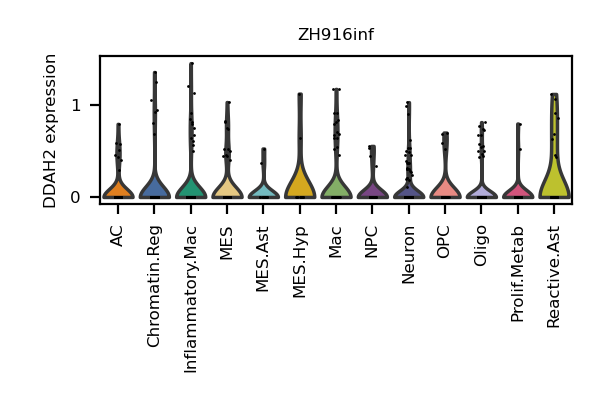 ZH916inf
DDAH2 expression
1
0
AC
Chromatin.Reg
Inflammatory.Mac
MES
MES.Ast
MES.Hyp
Mac
NPC
Neuron
OPC
Oligo
Prolif.Metab
Reactive.Ast